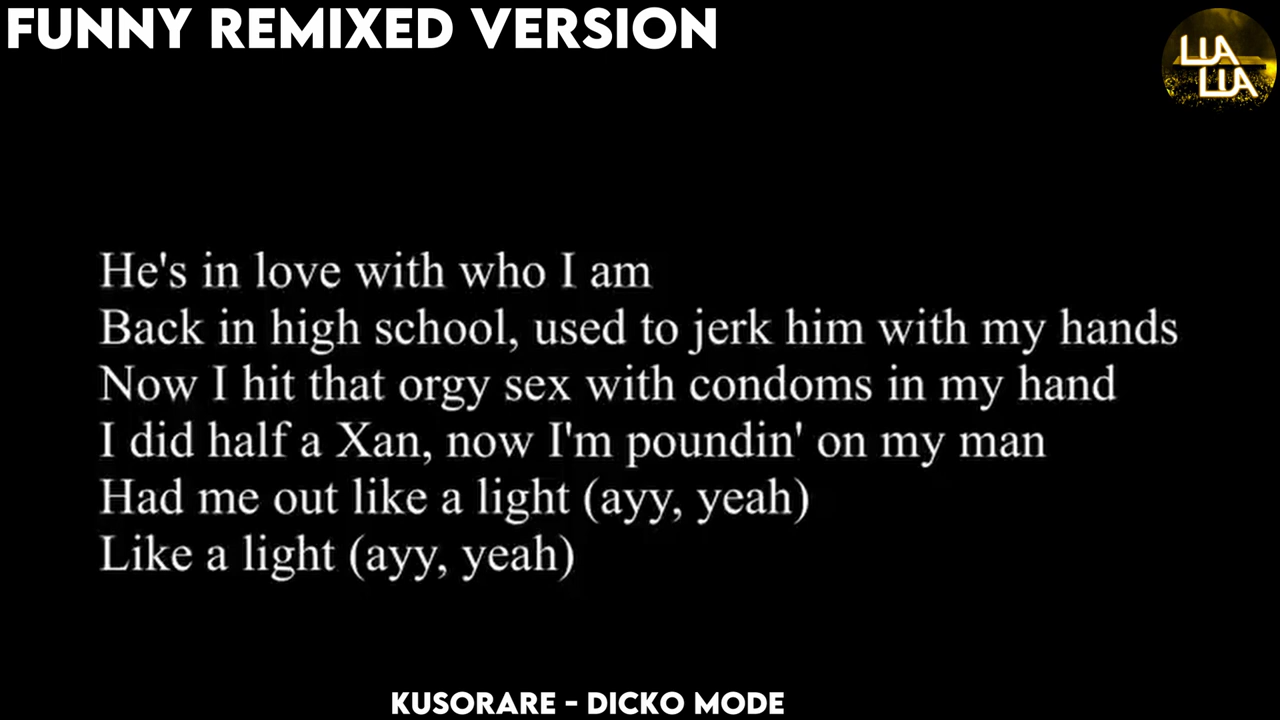 FUNNY REMIXED VERSION
LIA
LIA
He's in love with who I am
Back in high school, used to jerk him with my hands
Now I hit that orgy sex with condoms in my hand
I did half a Xan, now I'm poundin' on my man
Had me out like a light (ayy, yeah)
Like a light (ayy, yeah)
KUSORARE - DICKO MODE